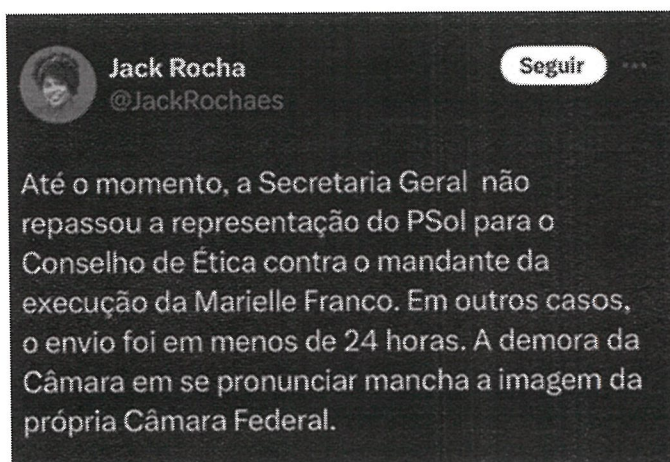 Jack Rocha
Seguir ...
@JackRochaes
Até o momento, a Secretaria Geral não
repassou a representação do PSol para o
Conselho de Ética contra o mandante da
execução da Marielle Franco. Em outros casos,
o envio foi em menos de 24 horas. A demora da
Câmara em se pronunciar mancha a imagem da
própria Câmara Federal.